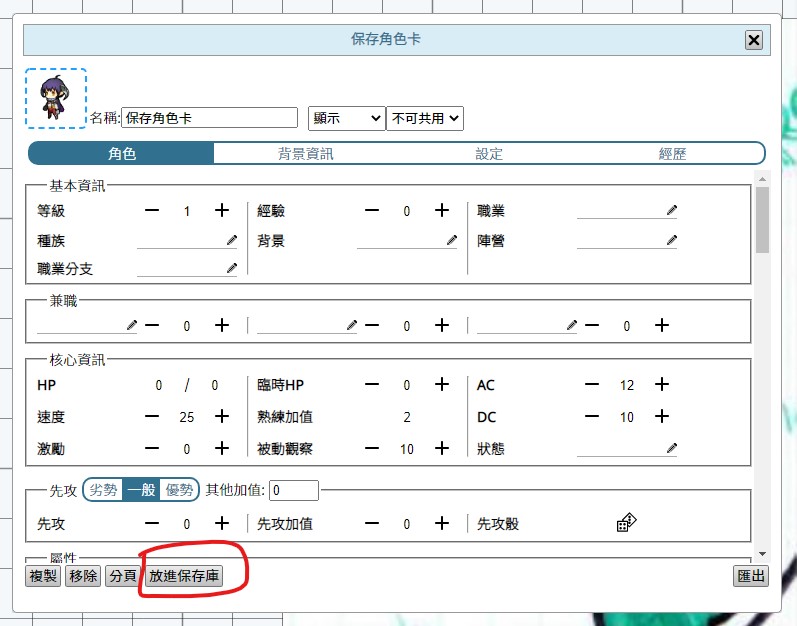 保存角色卡
名稱: 保存角色卡 顯示 不可共用
角色 背景資訊 設定 經歷
基本資訊
等級 1 經驗 0 職業
種族 背景 陣營
職業分支
兼職
0 0 0
核心資訊
HP 0 / 0 臨時HP 0 AC 12
速度 25 熟練加值 2 DC 10
激勵 0 被動觀察 10 狀態
先攻 劣勢 一般 優勢 其他加值: 0
先攻 0 先攻加值 0 先攻骰
屬性
複製 移除 分頁 放進保存庫 匯出